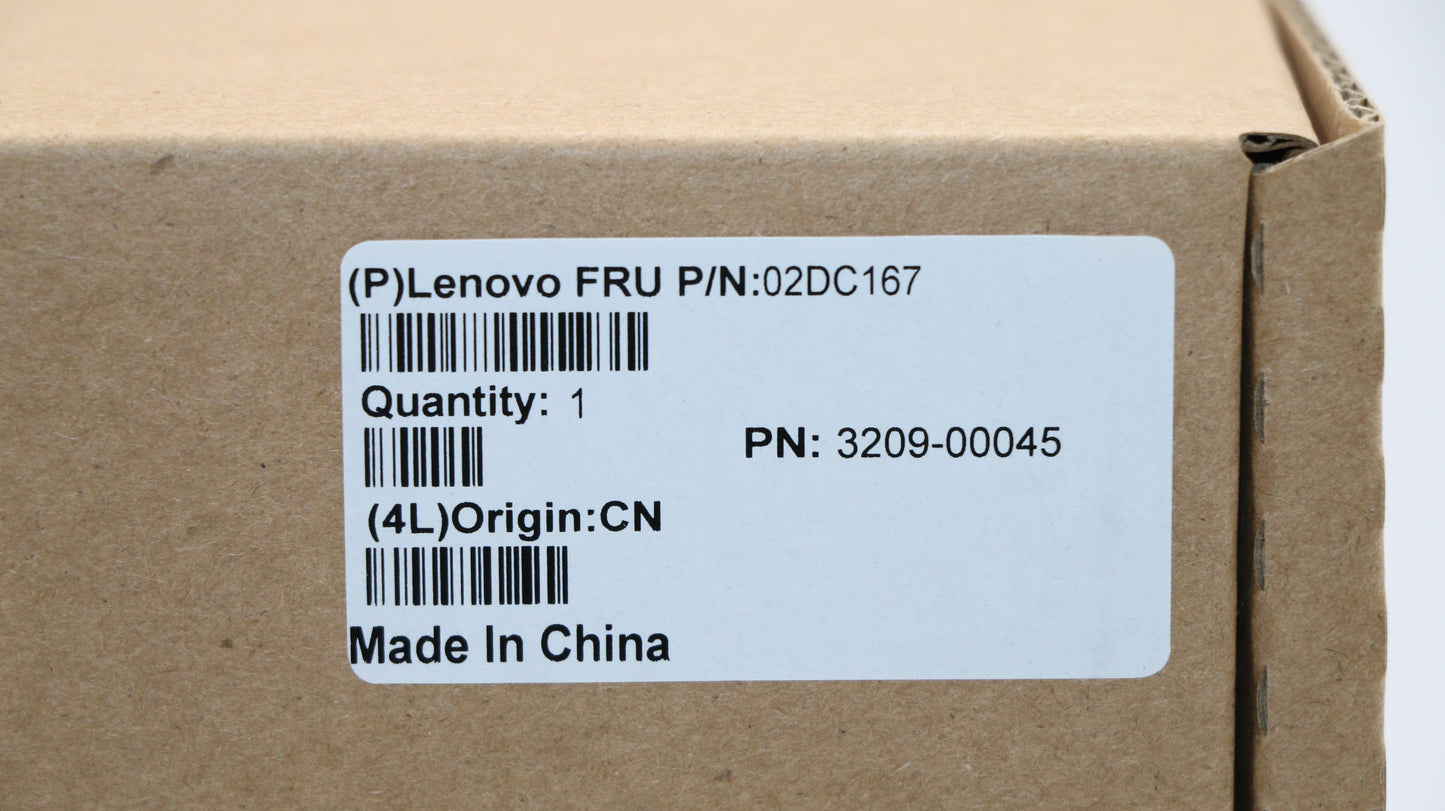 (P)Lenovo FRU P/N:02DC167
Quantity: 1
PN: 3209-00045
(4L)Origin:CN
Made In China